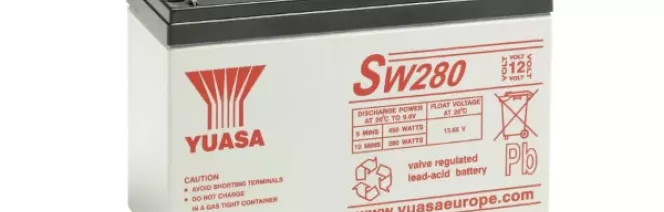 YUASA
SW280
VOLT 12 VOLT
DISCHARGE POWER
AT 20°C TO 9.6V
FLOAT VOLTAGE
AT 20°C
5 MINS 450 WATTS
10 MINS 280 WATTS
13.65 V
Pb
valve regulated
lead-acid battery
CAUTION
• AVOID SHORTING TERMINALS
• DO NOT CHARGE
IN A GAS TIGHT CONTAINER
www.yuasaeurope.com